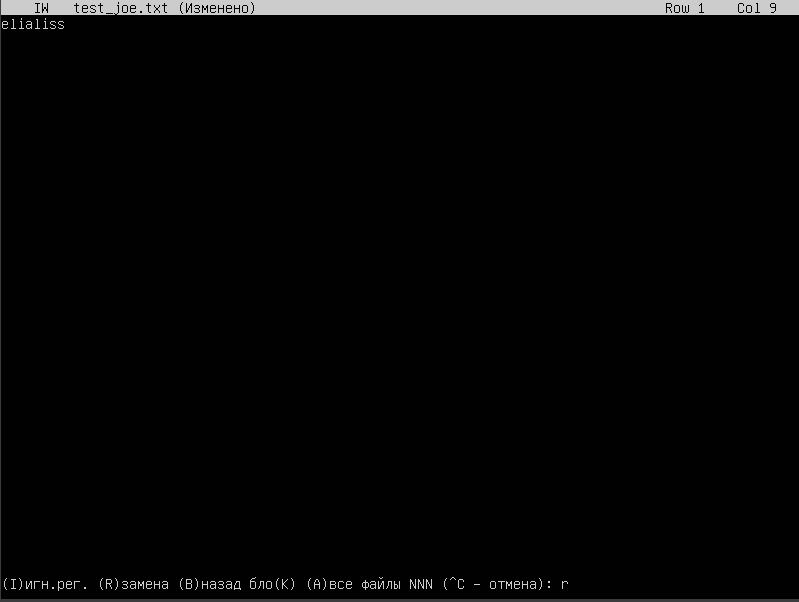 IW test_joe.txt (Изменено) Row 1 Col 9
elialiss
(I)игн.рег. (R)замена (B)назад бло(K) (A)все файлы NNN (^C - отмена): r